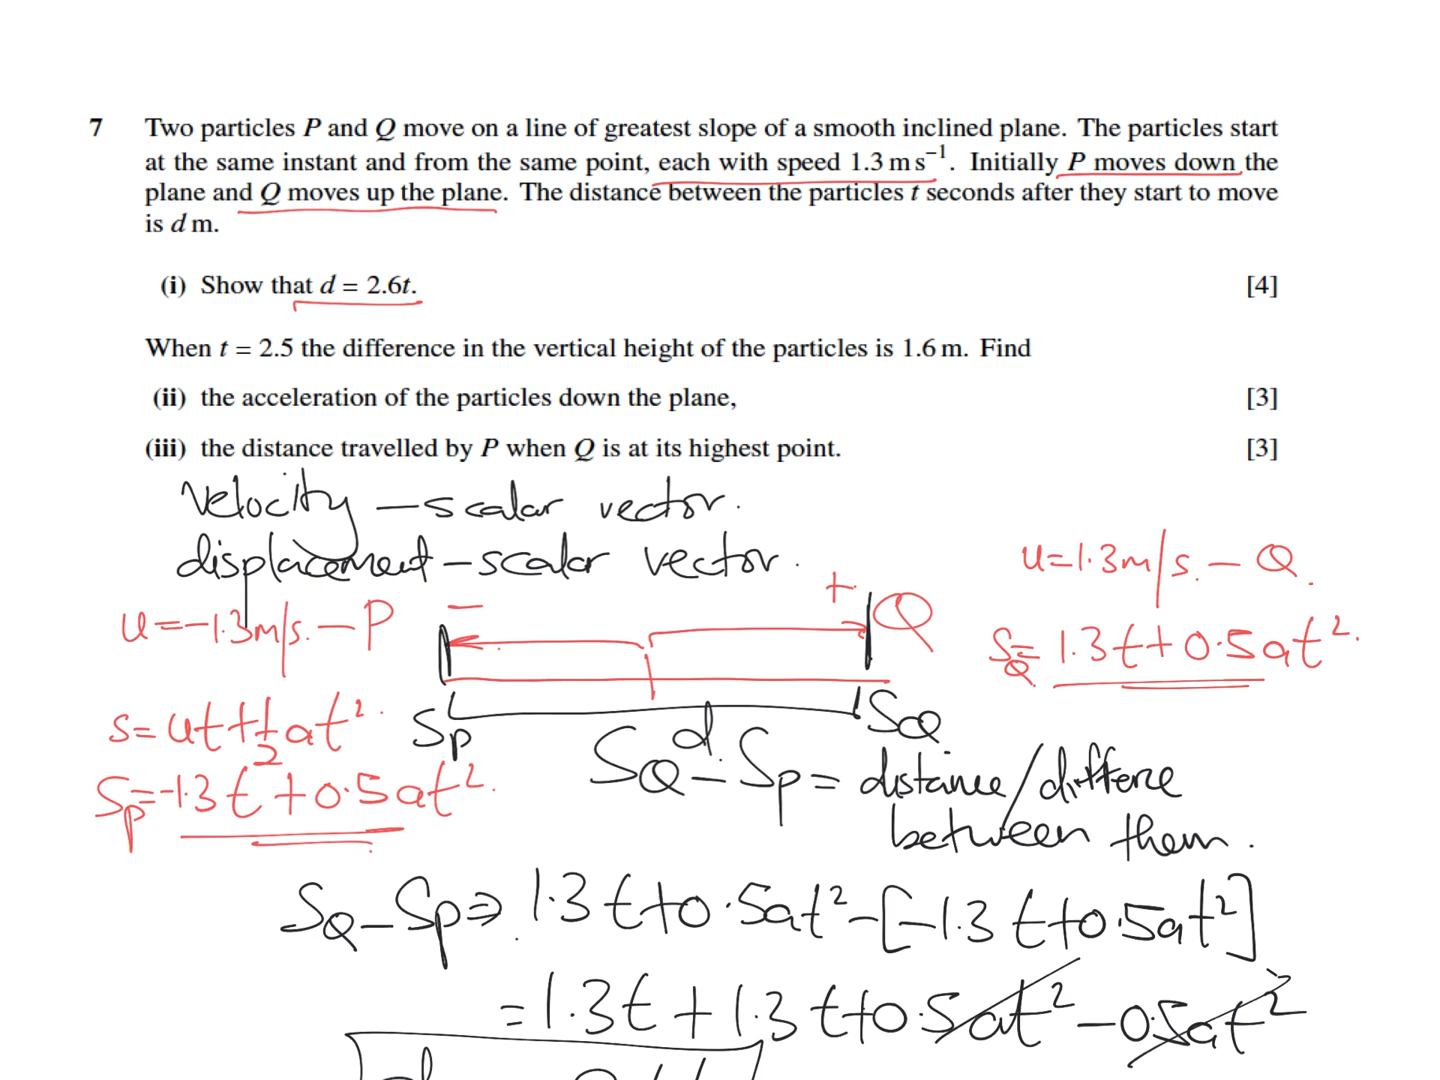 7 Two particles P and Q move on a line of greatest slope of a smooth inclined plane. The particles start
at the same instant and from the same point, each with speed 1.3 m s⁻¹. Initially P moves down the
plane and Q moves up the plane. The distance between the particles t seconds after they start to move
is d m.
(i) Show that d = 2.6t. [4]
When t = 2.5 the difference in the vertical height of the particles is 1.6 m. Find
(ii) the acceleration of the particles down the plane, [3]
(iii) the distance travelled by P when Q is at its highest point. [3]
Velocity – scalar vector.
displacement – scalar vector.
u = 1.3m/s. – Q.
u = -1.3m/s. – P
– + Q
S_Q = 1.3t + 0.5at².
s = ut + ½at².
Sp d SQ
Sp = -1.3t + 0.5at².
SQ – Sp = distance/differe
between them.
SQ – Sp ⇒ 1.3t + 0.5at² – [-1.3t + 0.5at²]
= 1.3t + 1.3t + 0.5at² – 0.5at²